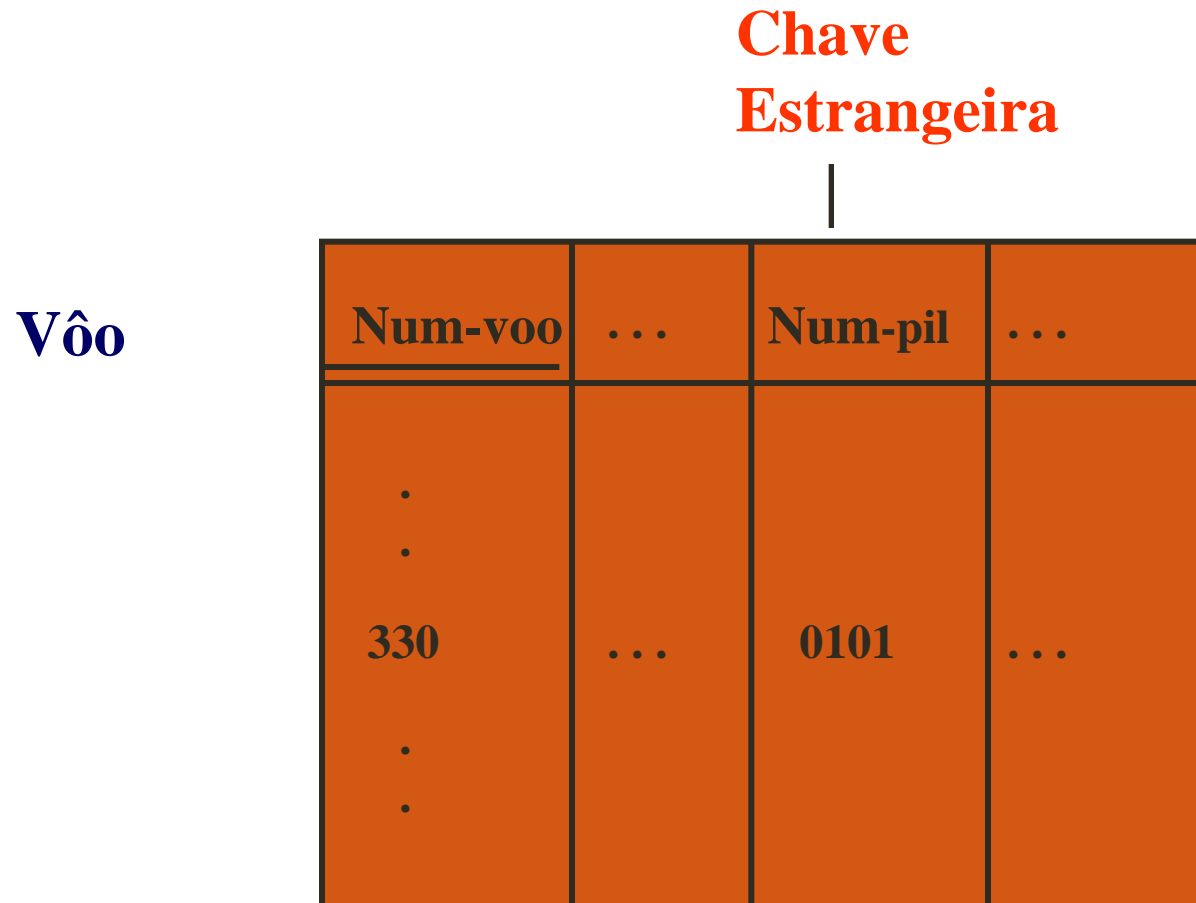 Chave
Estrangeira
Vôo
Num-voo ... Num-pil ...
.
.
330 ... 0101 ...
.
.